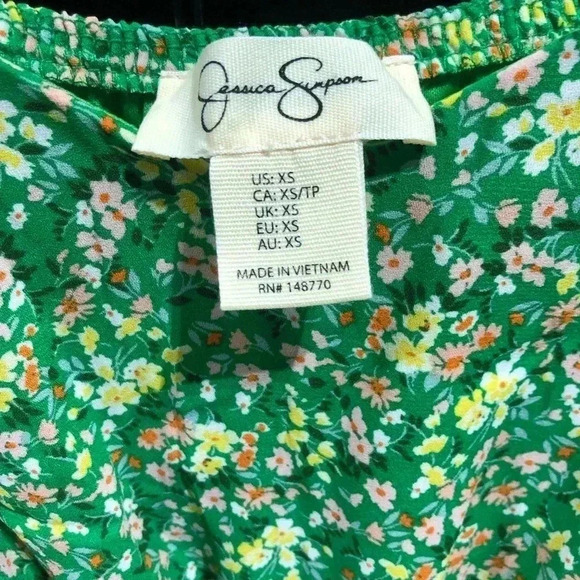 Jessica Simpson
US: XS
CA: XS/TP
UK: XS
EU: XS
AU: XS
MADE IN VIETNAM
RN# 148770